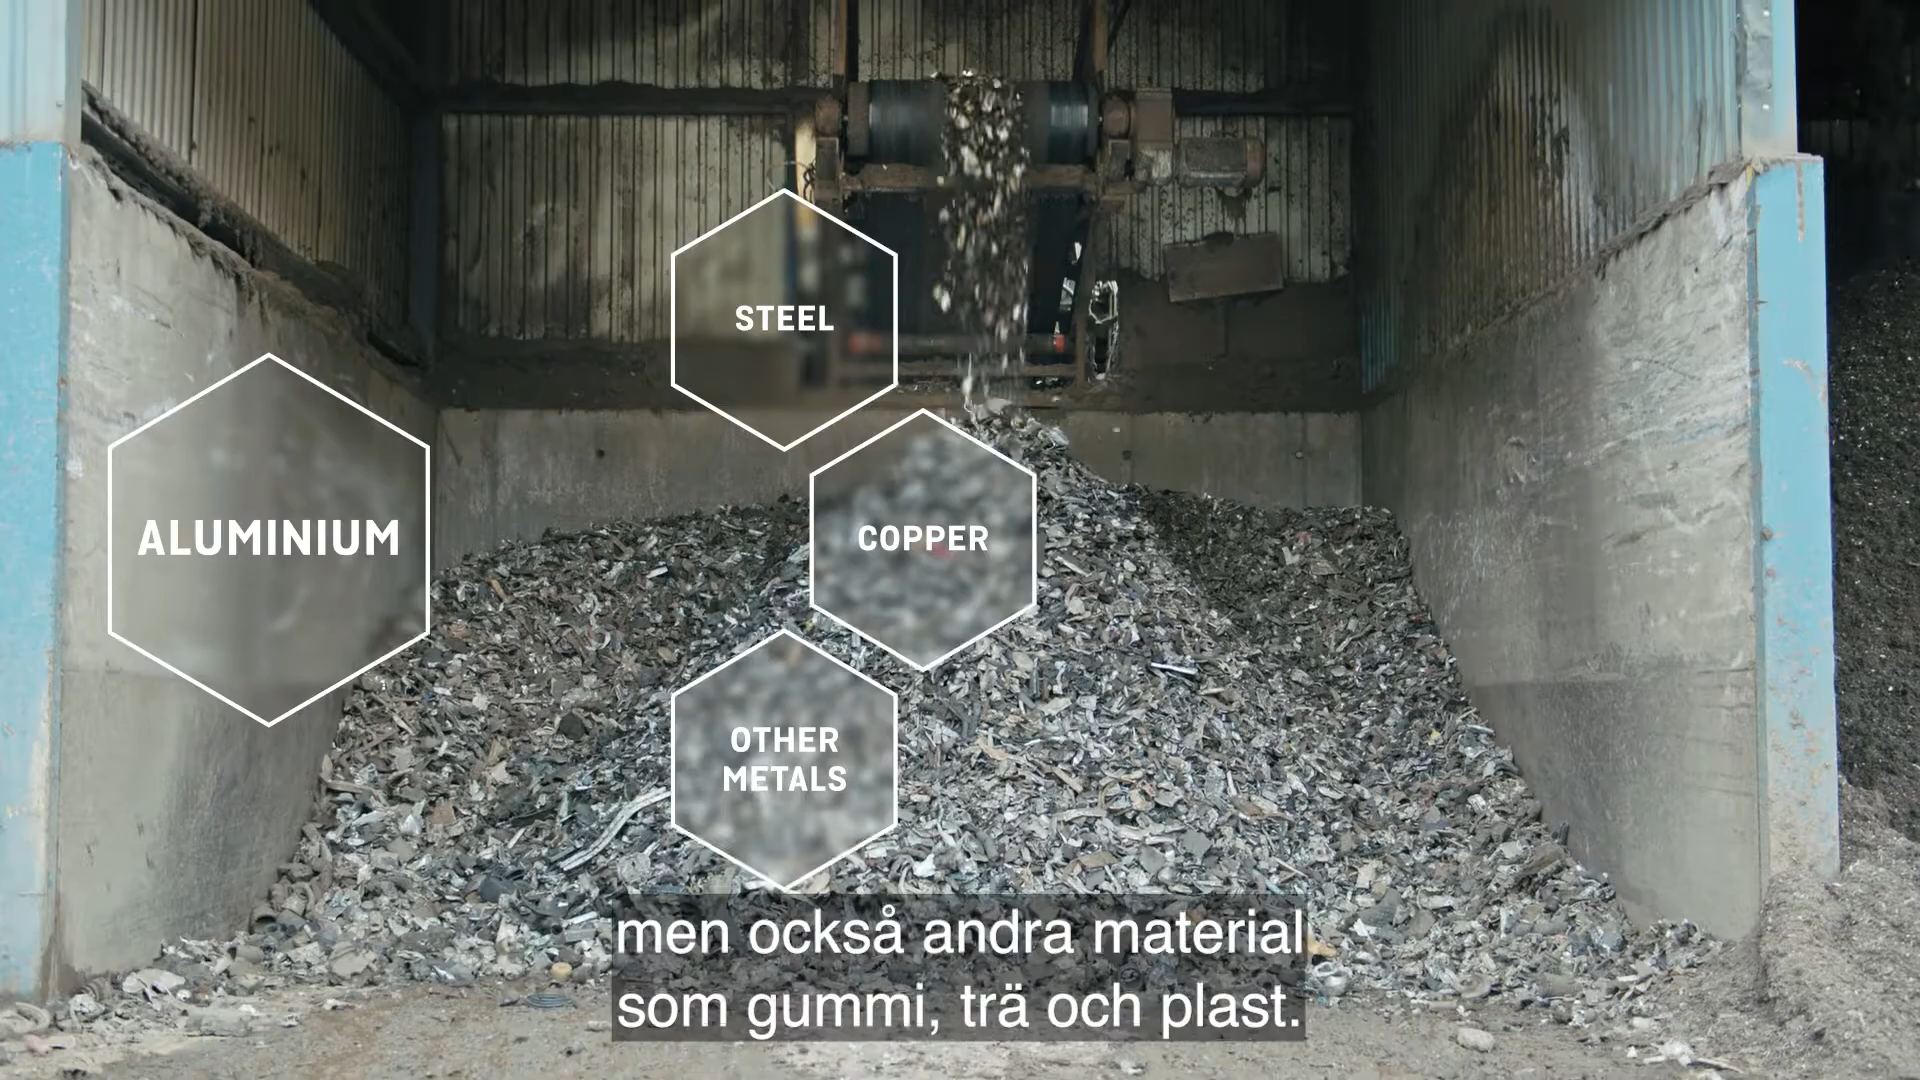 STEEL
ALUMINIUM
COPPER
OTHER
METALS
men också andra material
som gummi, trä och plast.